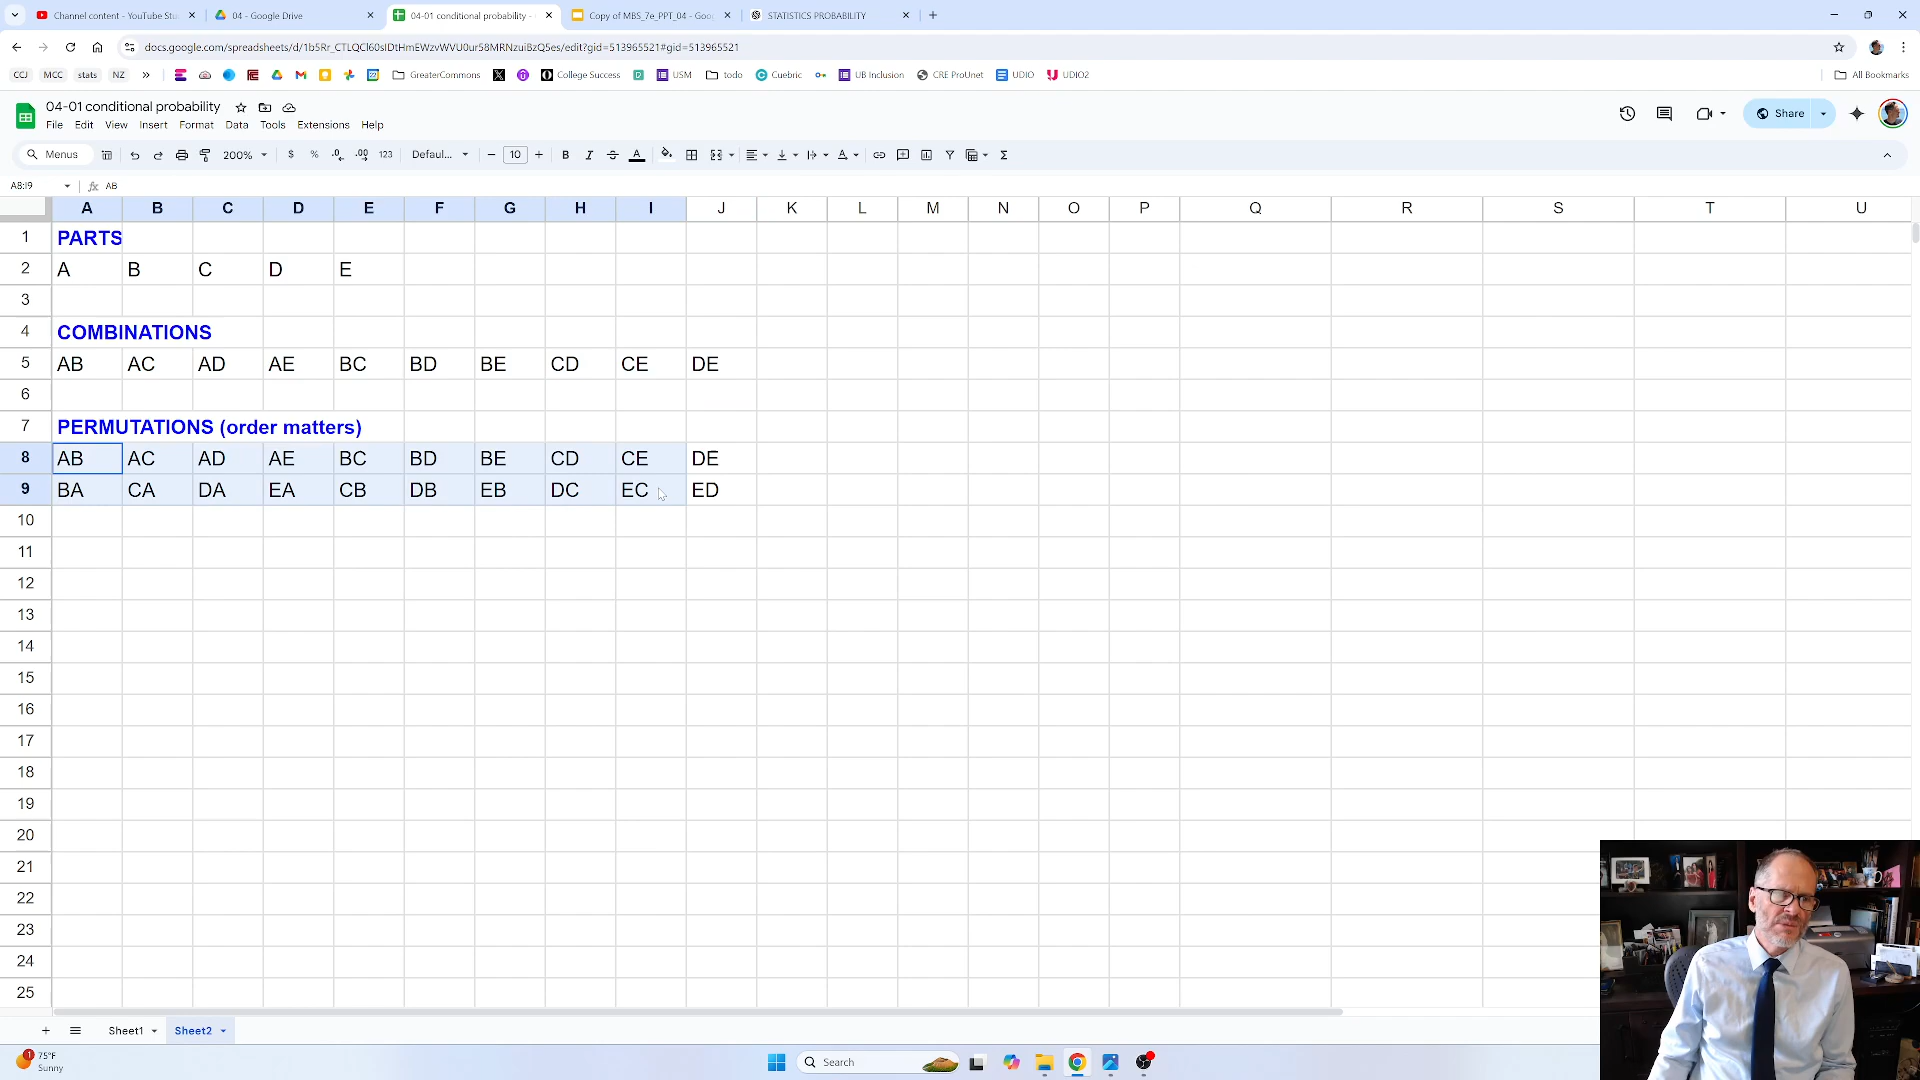 Channel content - YouTube Stu
04 - Google Drive
04-01 conditional probability -
Copy of MBS_7e_PPT_04 - Goo
STATISTICS PROBABILITY
docs.google.com/spreadsheets/d/1b5Rr_CTLQCl60sIDtHmEWzvWVU0ur58MRNzuiBzQ5es/edit?gid=513965521#gid=513965521
CCJ MCC stats NZ GreaterCommons College Success USM todo Cuebric UB Inclusion CRE ProUnet UDIO UDIO2 All Bookmarks
04-01 conditional probability
File Edit View Insert Format Data Tools Extensions Help
Share
Menus 200% $ % .0 .00 123 Defaul... 10 B I S A
A8:I9 fx AB
A B C D E F G H I J K L M N O P Q R S T U
1 PARTS
2 A B C D E
3
4 COMBINATIONS
5 AB AC AD AE BC BD BE CD CE DE
6
7 PERMUTATIONS (order matters)
8 AB AC AD AE BC BD BE CD CE DE
9 BA CA DA EA CB DB EB DC EC ED
10
11
12
13
14
15
16
17
18
19
20
21
22
23
24
25
Sheet1 Sheet2
1 75°F
Sunny
Search